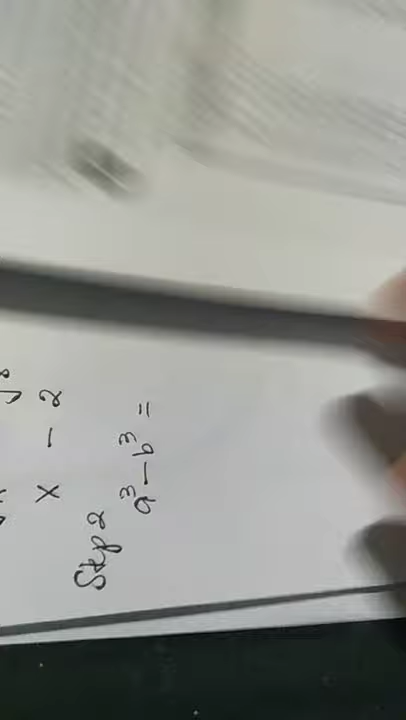 x - 2
Step 2
a³ - b³ =